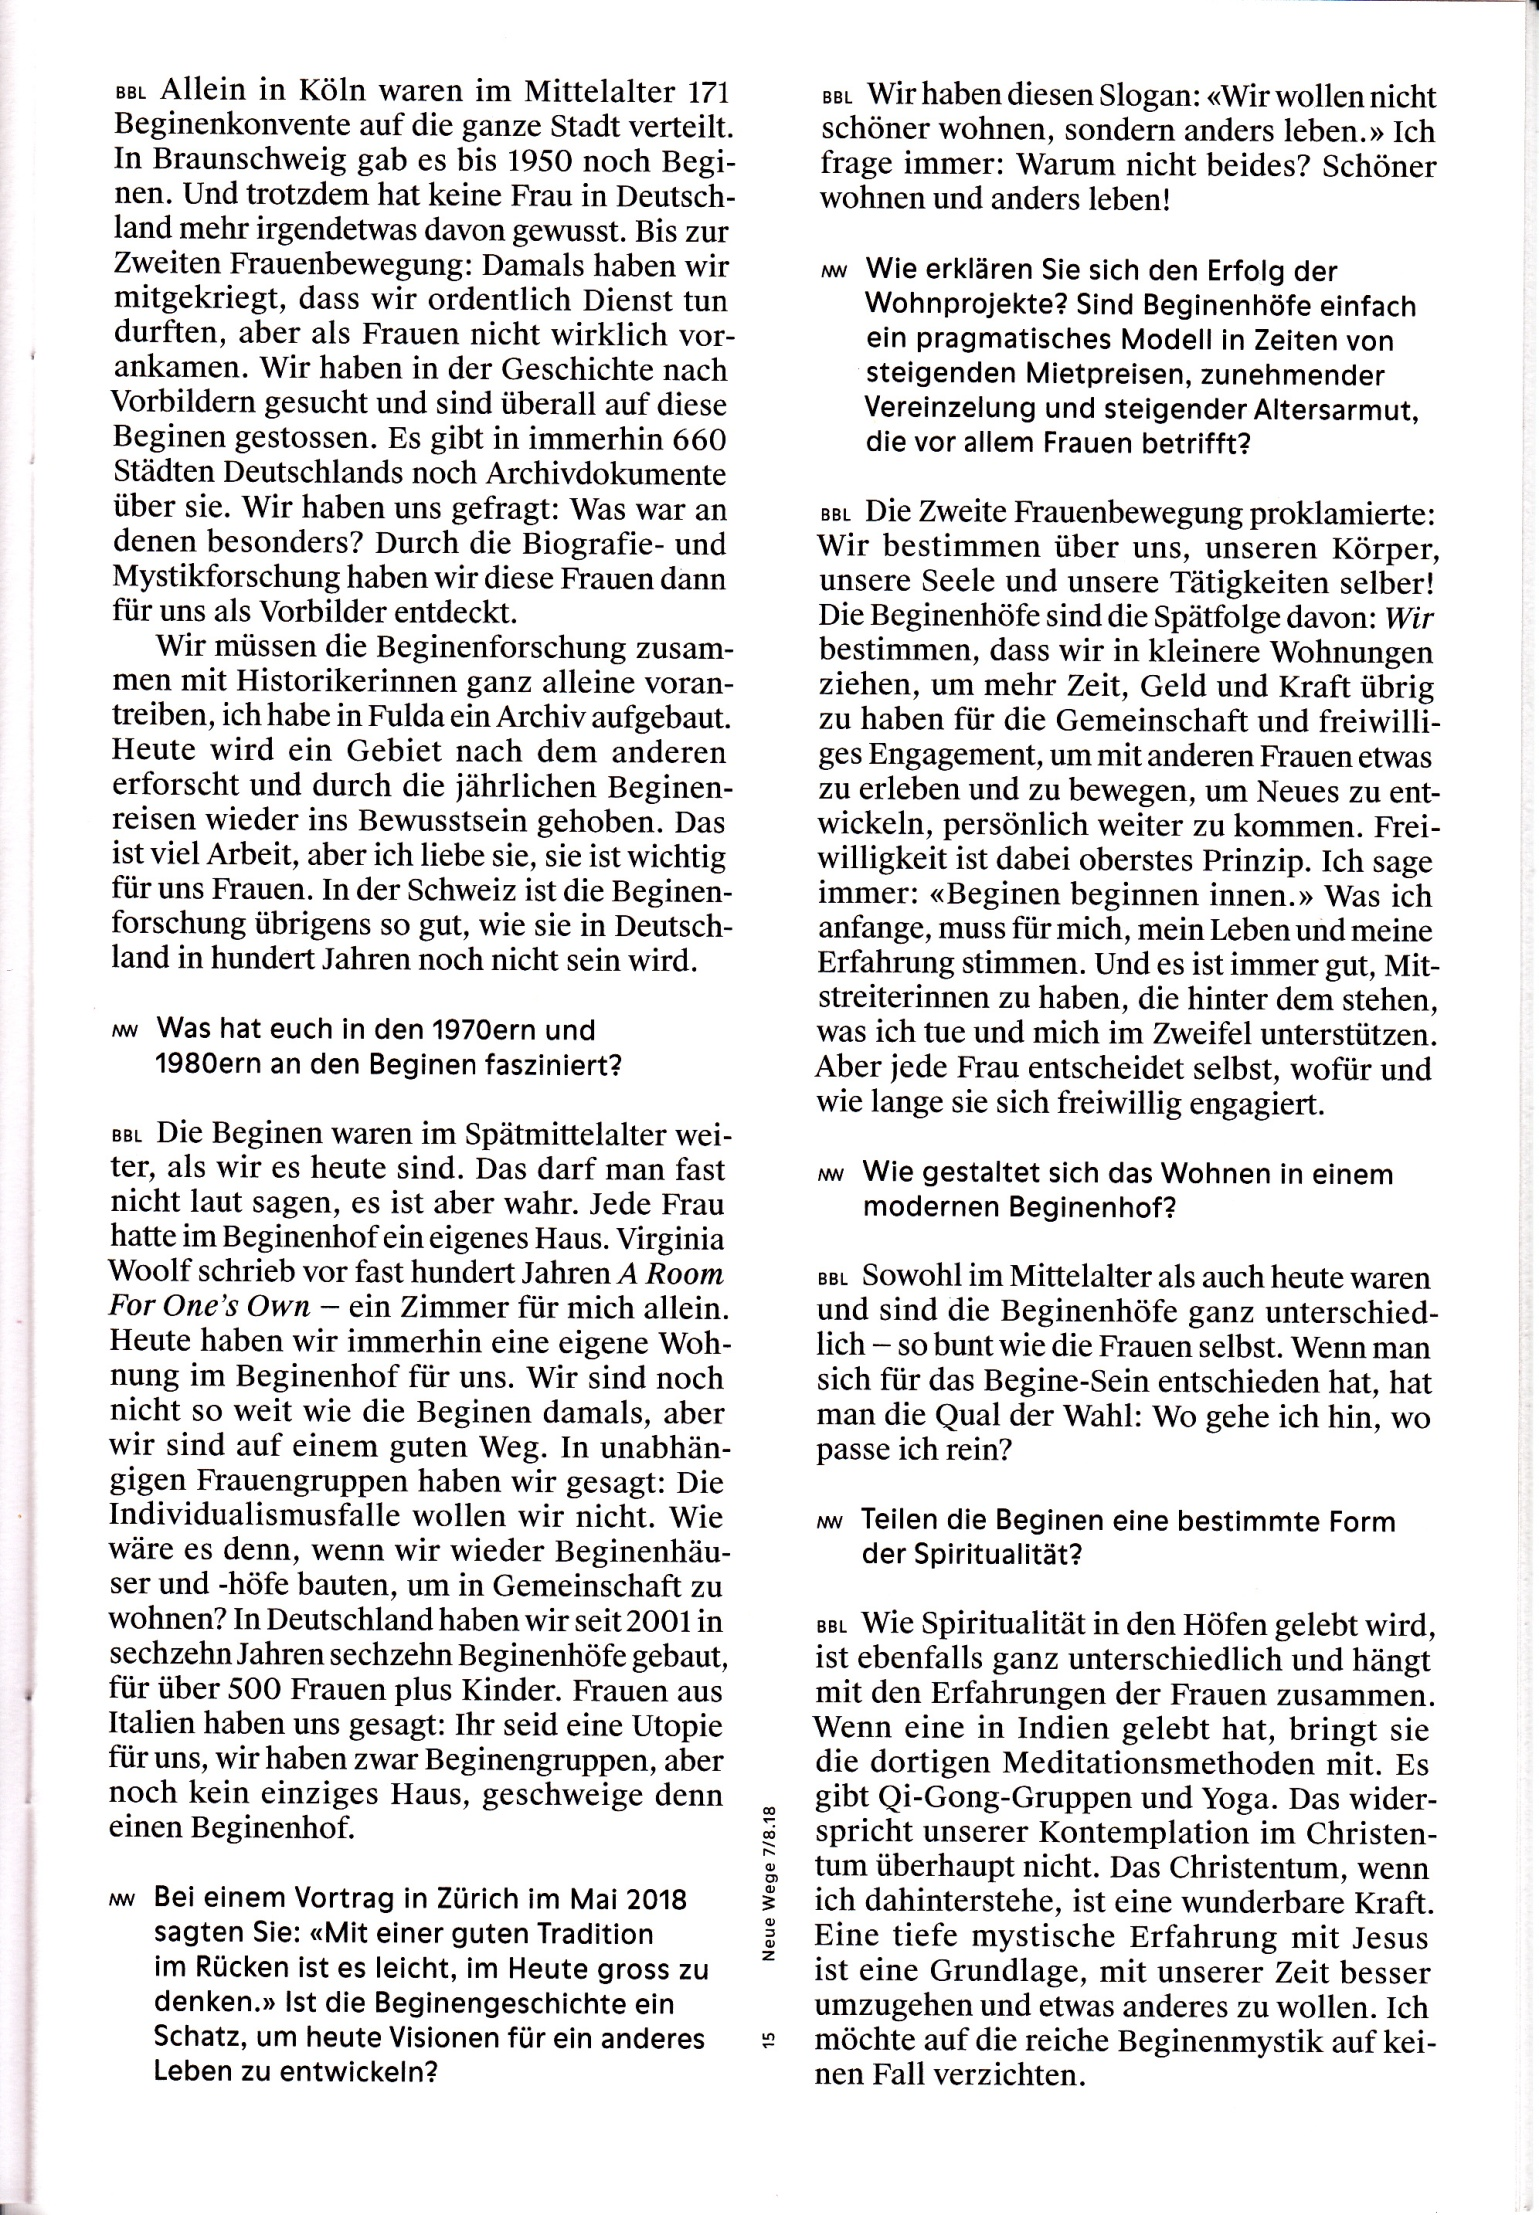 BBL Allein in Köln waren im Mittelalter 171
Beginenkonvente auf die ganze Stadt verteilt.
In Braunschweig gab es bis 1950 noch Begi-
nen. Und trotzdem hat keine Frau in Deutsch-
land mehr irgendetwas davon gewusst. Bis zur
Zweiten Frauenbewegung: Damals haben wir
mitgekriegt, dass wir ordentlich Dienst tun
durften, aber als Frauen nicht wirklich vor-
ankamen. Wir haben in der Geschichte nach
Vorbildern gesucht und sind überall auf diese
Beginen gestossen. Es gibt in immerhin 660
Städten Deutschlands noch Archivdokumente
über sie. Wir haben uns gefragt: Was war an
denen besonders? Durch die Biografie- und
Mystikforschung haben wir diese Frauen dann
für uns als Vorbilder entdeckt.
Wir müssen die Beginenforschung zusam-
men mit Historikerinnen ganz alleine voran-
treiben, ich habe in Fulda ein Archiv aufgebaut.
Heute wird ein Gebiet nach dem anderen
erforscht und durch die jährlichen Beginen-
reisen wieder ins Bewusstsein gehoben. Das
ist viel Arbeit, aber ich liebe sie, sie ist wichtig
für uns Frauen. In der Schweiz ist die Beginen-
forschung übrigens so gut, wie sie in Deutsch-
land in hundert Jahren noch nicht sein wird.
NW Was hat euch in den 1970ern und
1980ern an den Beginen fasziniert?
BBL Die Beginen waren im Spätmittelalter wei-
ter, als wir es heute sind. Das darf man fast
nicht laut sagen, es ist aber wahr. Jede Frau
hatte im Beginenhof ein eigenes Haus. Virginia
Woolf schrieb vor fast hundert Jahren A Room
For One's Own – ein Zimmer für mich allein.
Heute haben wir immerhin eine eigene Woh-
nung im Beginenhof für uns. Wir sind noch
nicht so weit wie die Beginen damals, aber
wir sind auf einem guten Weg. In unabhän-
gigen Frauengruppen haben wir gesagt: Die
Individualismusfalle wollen wir nicht. Wie
wäre es denn, wenn wir wieder Beginenhäu-
ser und -höfe bauten, um in Gemeinschaft zu
wohnen? In Deutschland haben wir seit 2001 in
sechzehn Jahren sechzehn Beginenhöfe gebaut,
für über 500 Frauen plus Kinder. Frauen aus
Italien haben uns gesagt: Ihr seid eine Utopie
für uns, wir haben zwar Beginengruppen, aber
noch kein einziges Haus, geschweige denn
einen Beginenhof.
NW Bei einem Vortrag in Zürich im Mai 2018
sagten Sie: «Mit einer guten Tradition
im Rücken ist es leicht, im Heute gross zu
denken.» Ist die Beginengeschichte ein
Schatz, um heute Visionen für ein anderes
Leben zu entwickeln?
BBL Wir haben diesen Slogan: «Wir wollen nicht
schöner wohnen, sondern anders leben.» Ich
frage immer: Warum nicht beides? Schöner
wohnen und anders leben!
NW Wie erklären Sie sich den Erfolg der
Wohnprojekte? Sind Beginenhöfe einfach
ein pragmatisches Modell in Zeiten von
steigenden Mietpreisen, zunehmender
Vereinzelung und steigender Altersarmut,
die vor allem Frauen betrifft?
BBL Die Zweite Frauenbewegung proklamierte:
Wir bestimmen über uns, unseren Körper,
unsere Seele und unsere Tätigkeiten selber!
Die Beginenhöfe sind die Spätfolge davon: Wir
bestimmen, dass wir in kleinere Wohnungen
ziehen, um mehr Zeit, Geld und Kraft übrig
zu haben für die Gemeinschaft und freiwilli-
ges Engagement, um mit anderen Frauen etwas
zu erleben und zu bewegen, um Neues zu ent-
wickeln, persönlich weiter zu kommen. Frei-
willigkeit ist dabei oberstes Prinzip. Ich sage
immer: «Beginen beginnen innen.» Was ich
anfange, muss für mich, mein Leben und meine
Erfahrung stimmen. Und es ist immer gut, Mit-
streiterinnen zu haben, die hinter dem stehen,
was ich tue und mich im Zweifel unterstützen.
Aber jede Frau entscheidet selbst, wofür und
wie lange sie sich freiwillig engagiert.
NW Wie gestaltet sich das Wohnen in einem
modernen Beginenhof?
BBL Sowohl im Mittelalter als auch heute waren
und sind die Beginenhöfe ganz unterschied-
lich – so bunt wie die Frauen selbst. Wenn man
sich für das Begine-Sein entschieden hat, hat
man die Qual der Wahl: Wo gehe ich hin, wo
passe ich rein?
NW Teilen die Beginen eine bestimmte Form
der Spiritualität?
BBL Wie Spiritualität in den Höfen gelebt wird,
ist ebenfalls ganz unterschiedlich und hängt
mit den Erfahrungen der Frauen zusammen.
Wenn eine in Indien gelebt hat, bringt sie
die dortigen Meditationsmethoden mit. Es
gibt Qi-Gong-Gruppen und Yoga. Das wider-
spricht unserer Kontemplation im Christen-
tum überhaupt nicht. Das Christentum, wenn
ich dahinterstehe, ist eine wunderbare Kraft.
Eine tiefe mystische Erfahrung mit Jesus
ist eine Grundlage, mit unserer Zeit besser
umzugehen und etwas anderes zu wollen. Ich
möchte auf die reiche Beginenmystik auf kei-
nen Fall verzichten.
15 Neue Wege 7/8.18